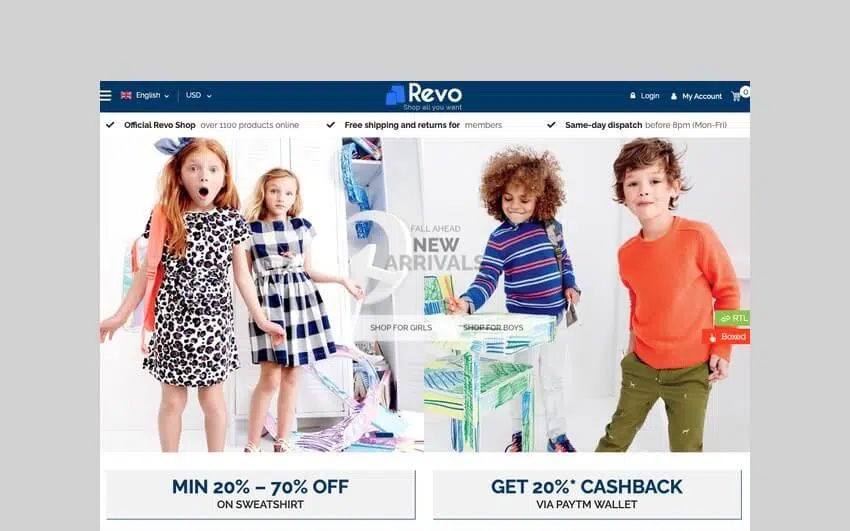 English
USD
Revo
Shop all you want
Login
My Account
0
Official Revo Shop over 1100 products online
Free shipping and returns for members
Same-day dispatch before 8pm (Mon-Fri)
FALL AHEAD
NEW
ARRIVALS
SHOP FOR GIRLS
SHOP FOR BOYS
RTL
Boxed
MIN 20% – 70% OFF
ON SWEATSHIRT
GET 20%* CASHBACK
VIA PAYTM WALLET